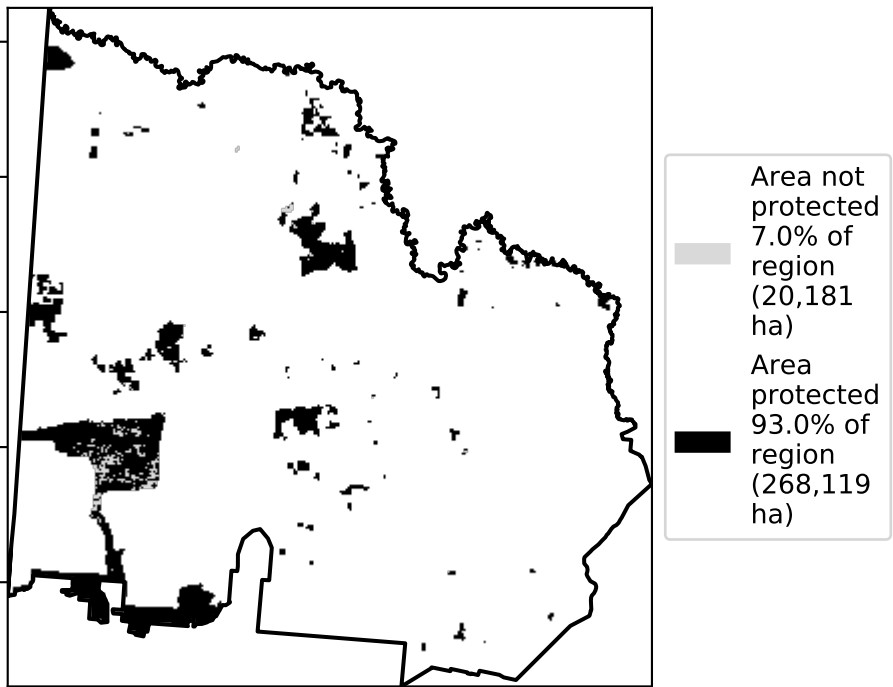 Area not
protected
7.0% of
region
(20,181
ha)
Area
protected
93.0% of
region
(268,119
ha)